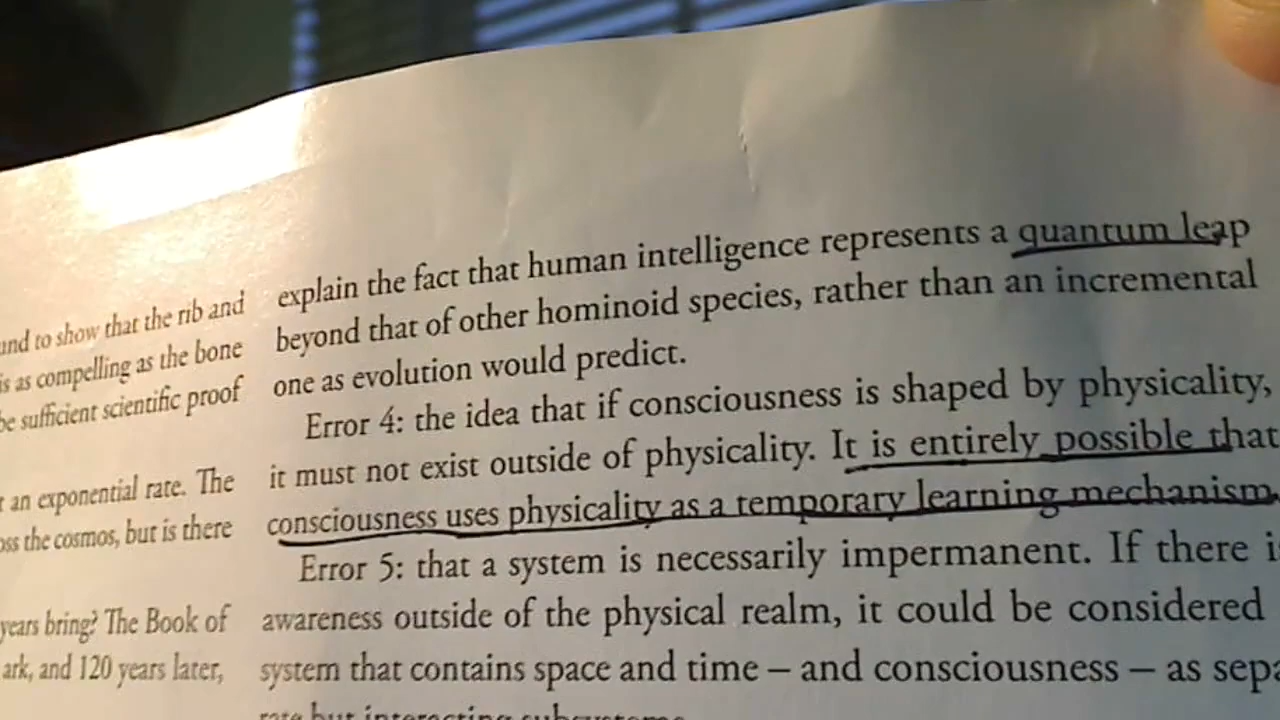 und to show that the rib and
is as compelling as the bone
be sufficient scientific proof
an exponential rate. The
oss the cosmos, but is there
years bring? The Book of
ark, and 120 years later,
explain the fact that human intelligence represents a quantum leap
beyond that of other hominoid species, rather than an incremental
one as evolution would predict.
Error 4: the idea that if consciousness is shaped by physicality,
it must not exist outside of physicality. It is entirely possible that
consciousness uses physicality as a temporary learning mechanism.
Error 5: that a system is necessarily impermanent. If there i
awareness outside of the physical realm, it could be considered
system that contains space and time – and consciousness – as sepa
rate but interacting subsystems